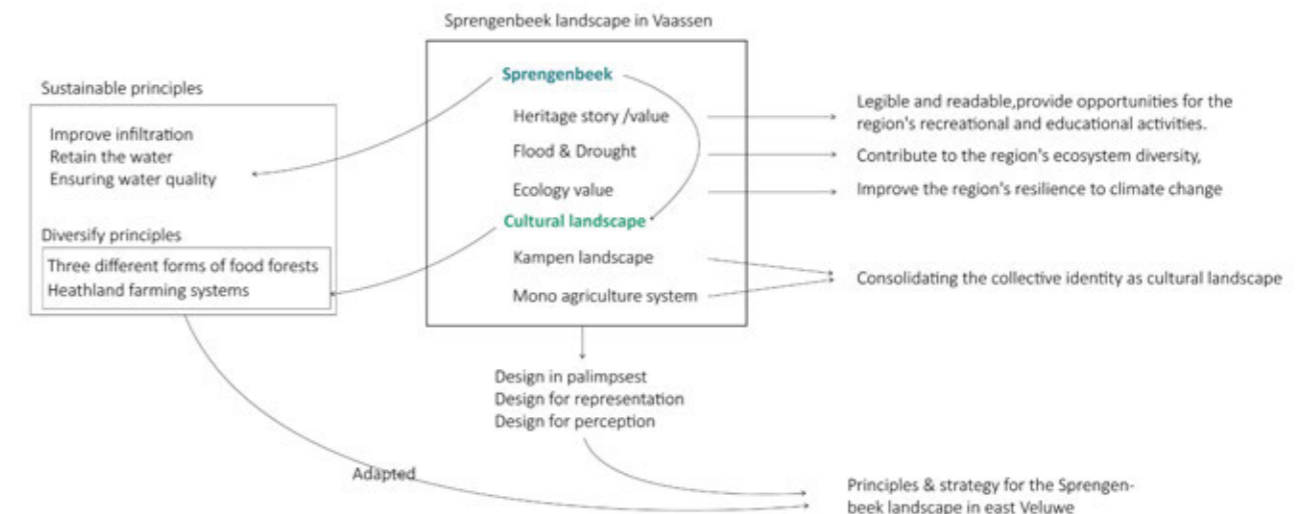 Sprengenbeek landscape in Vaassen
Sustainable principles
Improve infiltration
Retain the water
Ensuring water quality
Diversify principles
Three different forms of food forests
Heathland farming systems
Sprengenbeek
Heritage story /value
Flood & Drought
Ecology value
Cultural landscape
Kampen landscape
Mono agriculture system
Legible and readable,provide opportunities for the
region's recreational and educational activities.
Contribute to the region's ecosystem diversity,
Improve the region's resilience to climate change
Consolidating the collective identity as cultural landscape
Design in palimpsest
Design for representation
Design for perception
Adapted
Principles & strategy for the Sprengen-
beek landscape in east Veluwe